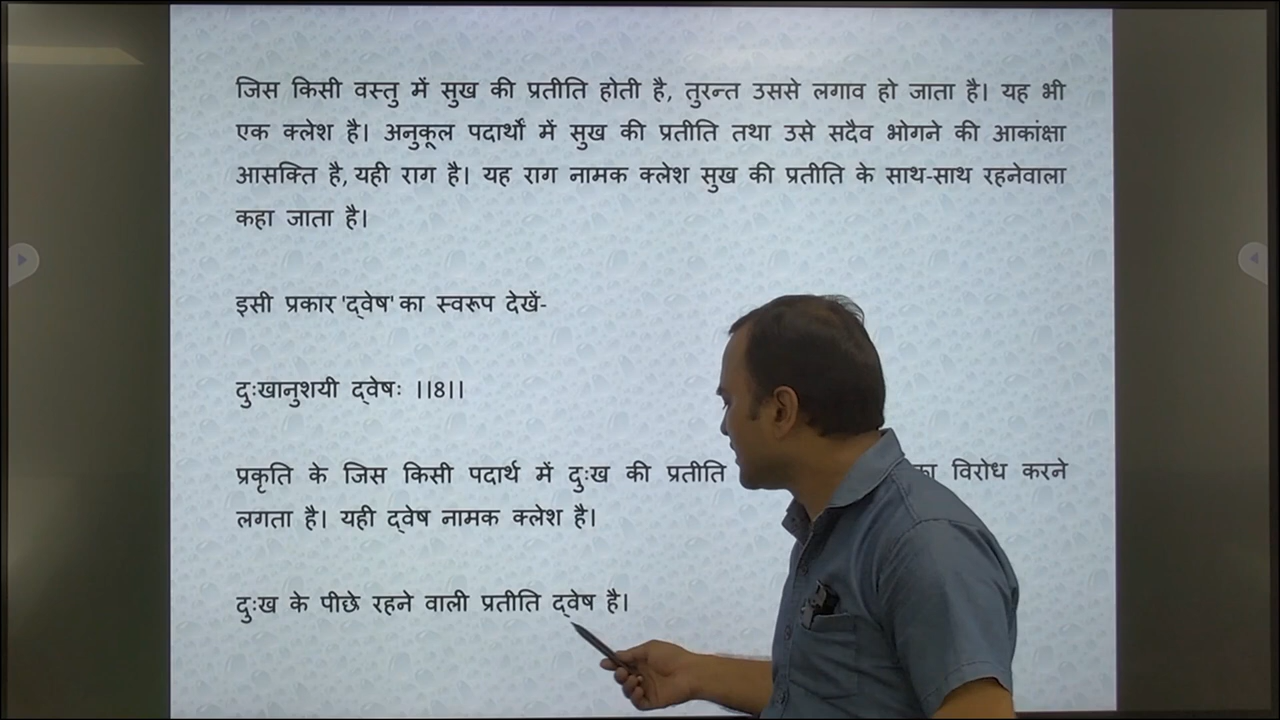 जिस किसी वस्तु में सुख की प्रतीति होती है, तुरन्त उससे लगाव हो जाता है। यह भी
एक क्लेश है। अनुकूल पदार्थों में सुख की प्रतीति तथा उसे सदैव भोगने की आकांक्षा
आसक्ति है, यही राग है। यह राग नामक क्लेश सुख की प्रतीति के साथ-साथ रहनेवाला
कहा जाता है।
इसी प्रकार 'द्वेष' का स्वरूप देखें-
दुःखानुशयी द्वेषः ।।8।।
प्रकृति के जिस किसी पदार्थ में दुःख की प्रतीति का विरोध करने
लगता है। यही द्वेष नामक क्लेश है।
दुःख के पीछे रहने वाली प्रतीति द्वेष है।